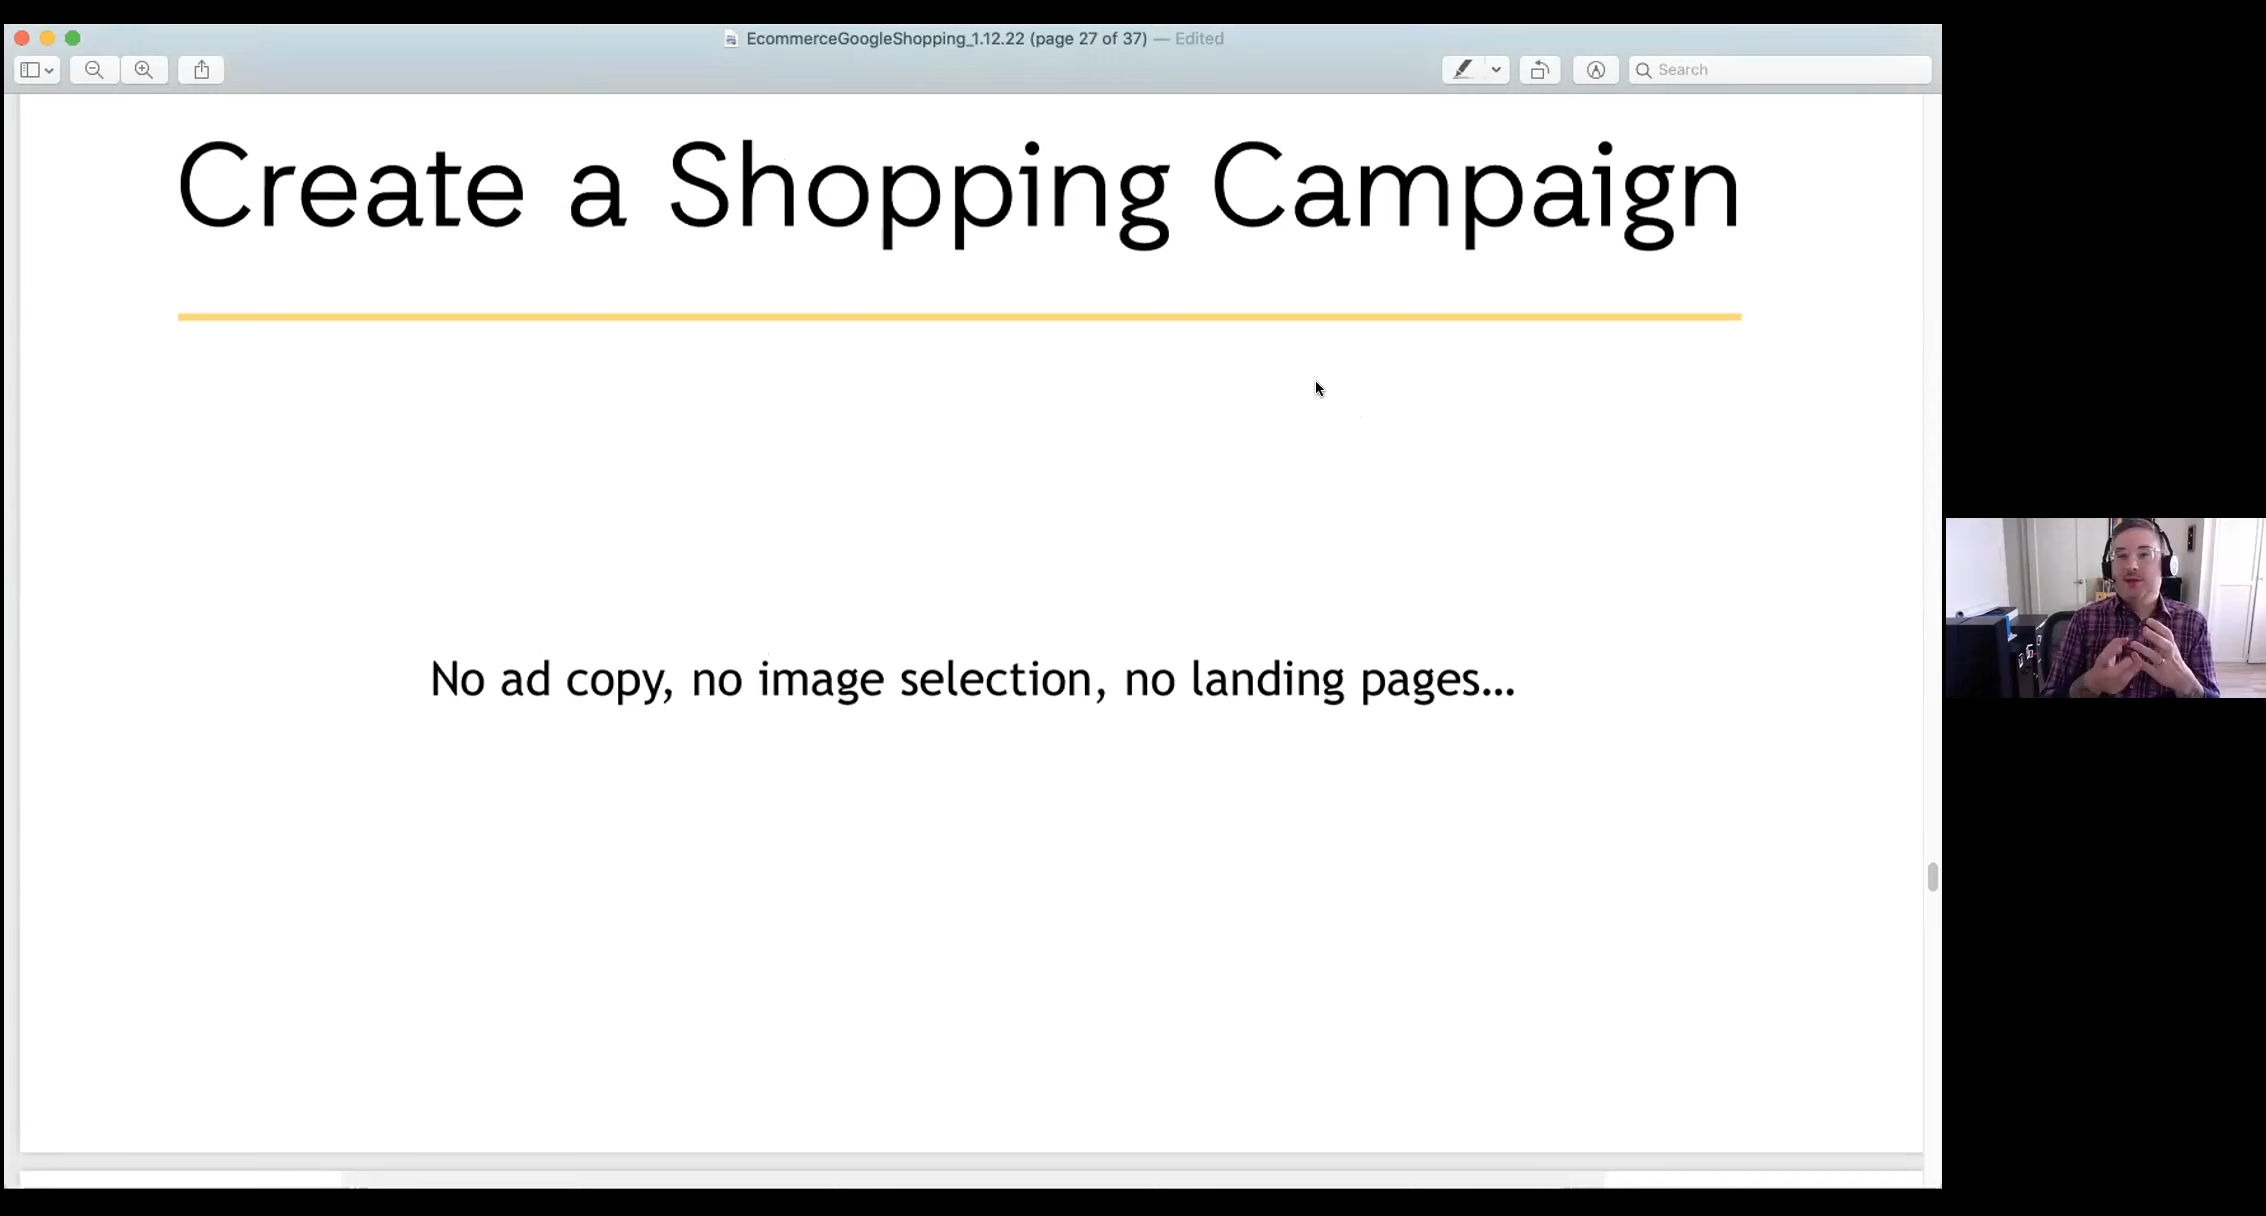 EcommerceGoogleShopping_1.12.22 (page 27 of 37) — Edited
Search
Create a Shopping Campaign
No ad copy, no image selection, no landing pages...